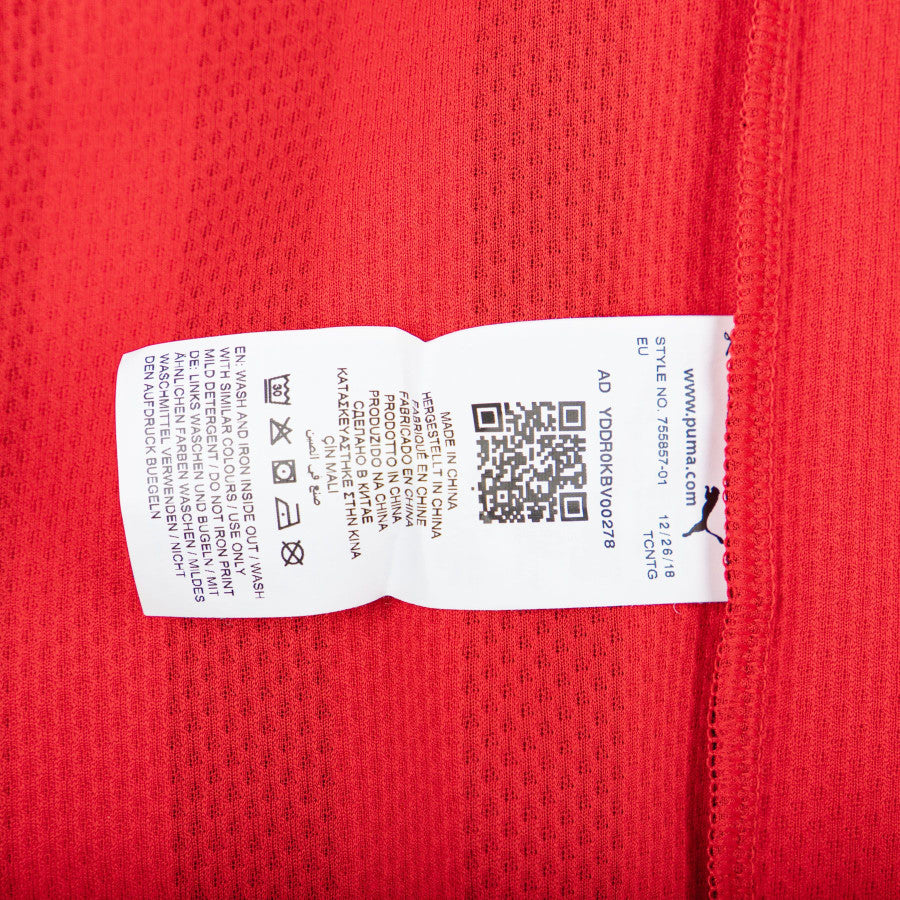 www.puma.com
STYLE NO. 755857-01 12/26/18
EU TCNTG
AD YDDR0KBV00278
MADE IN CHINA
HERGESTELLT IN CHINA
FABRIQUÉ EN CHINE
FABRICADO EN CHINA
PRODOTTO IN CHINA
PRODUZIDO NA CHINA
СДЕЛАНО В КИТАЕ
ΚΑΤΑΣΚΕΥΑΣΤΗΚΕ ΣΤΗΝ ΚΙΝΑ
ÇİN MALI
صنع في الصين
30
EN: WASH AND IRON INSIDE OUT / WASH
WITH SIMILAR COLOURS / USE ONLY
MILD DETERGENT / DO NOT IRON PRINT
DE: LINKS WASCHEN UND BÜGELN / MIT
ÄHNLICHEN FARBEN WASCHEN / MILDES
WASCHMITTEL VERWENDEN / NICHT
DEN AUFDRUCK BUEGELN